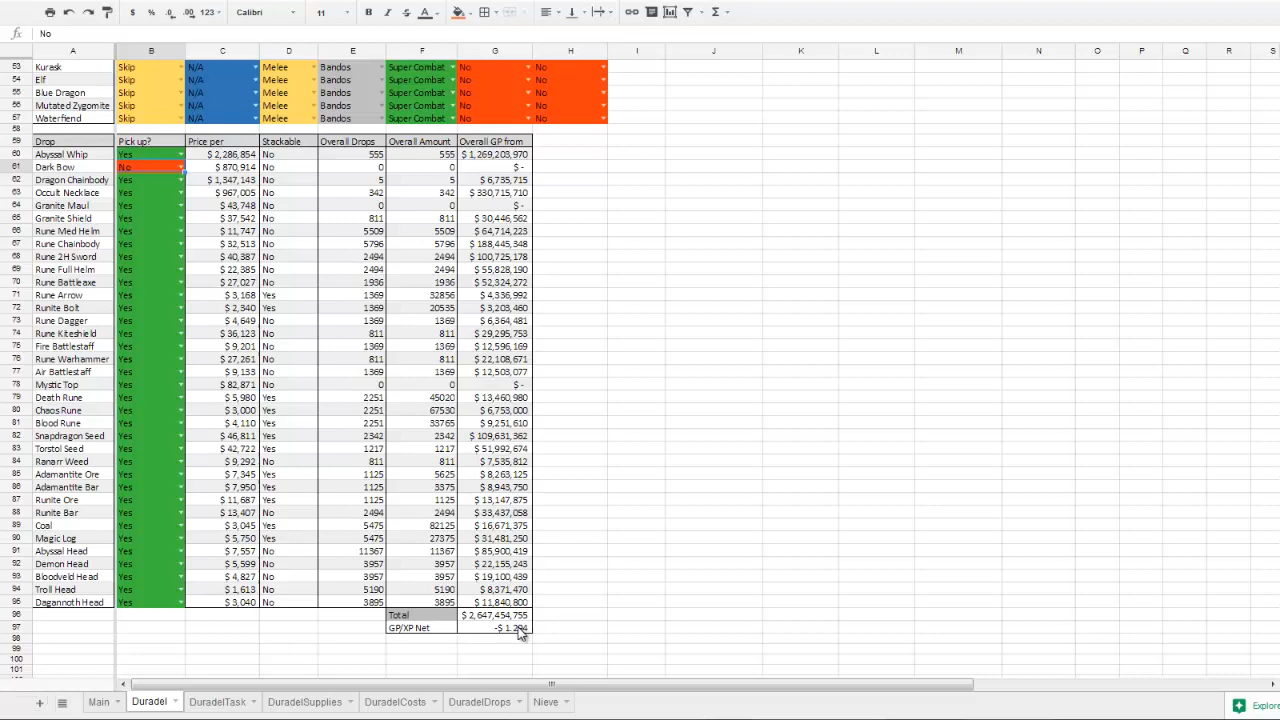 $ % .0 .00 123 Calibri 11 B I S A Σ
fx No
A B C D E F G H I J K L M N O P Q R S
53 Kurask Skip N/A Melee Bandos Super Combat No No
54 Elf Skip N/A Melee Bandos Super Combat No No
55 Blue Dragon Skip N/A Melee Bandos Super Combat No No
56 Mutated Zygomite Skip N/A Melee Bandos Super Combat No No
57 Waterfiend Skip N/A Melee Bandos Super Combat No No
58
59 Drop Pick up? Price per Stackable Overall Drops Overall Amount Overall GP from
60 Abyssal Whip Yes $ 2,286,854 No 555 555 $ 1,269,203,970
61 Dark Bow No $ 870,914 No 0 0 $ -
62 Dragon Chainbody Yes $ 1,347,143 No 5 5 $ 6,735,715
63 Occult Necklace Yes $ 967,005 No 342 342 $ 330,715,710
64 Granite Maul Yes $ 43,748 No 0 0 $ -
65 Granite Shield Yes $ 37,542 No 811 811 $ 30,446,562
66 Rune Med Helm Yes $ 11,747 No 5509 5509 $ 64,714,223
67 Rune Chainbody Yes $ 32,513 No 5796 5796 $ 188,445,348
68 Rune 2H Sword Yes $ 40,387 No 2494 2494 $ 100,725,178
69 Rune Full Helm Yes $ 22,385 No 2494 2494 $ 55,828,190
70 Rune Battleaxe Yes $ 27,027 No 1936 1936 $ 52,324,272
71 Rune Arrow Yes $ 3,168 Yes 1369 32856 $ 4,336,992
72 Runite Bolt Yes $ 2,340 Yes 1369 20535 $ 3,203,460
73 Rune Dagger Yes $ 4,649 No 1369 1369 $ 6,364,481
74 Rune Kiteshield Yes $ 36,123 No 811 811 $ 29,295,753
75 Fire Battlestaff Yes $ 9,201 No 1369 1369 $ 12,596,169
76 Rune Warhammer Yes $ 27,261 No 811 811 $ 22,108,671
77 Air Battlestaff Yes $ 9,133 No 1369 1369 $ 12,503,077
78 Mystic Top Yes $ 82,871 No 0 0 $ -
79 Death Rune Yes $ 5,980 Yes 2251 45020 $ 13,460,980
80 Chaos Rune Yes $ 3,000 Yes 2251 67530 $ 6,753,000
81 Blood Rune Yes $ 4,110 Yes 2251 33765 $ 9,251,610
82 Snapdragon Seed Yes $ 46,811 Yes 2342 2342 $ 109,631,362
83 Torstol Seed Yes $ 42,722 Yes 1217 1217 $ 51,992,674
84 Ranarr Weed Yes $ 9,292 No 811 811 $ 7,535,812
85 Adamantite Ore Yes $ 7,345 Yes 1125 5625 $ 8,263,125
86 Adamantite Bar Yes $ 7,950 Yes 1125 3375 $ 8,943,750
87 Runite Ore Yes $ 11,687 Yes 1125 1125 $ 13,147,875
88 Runite Bar Yes $ 13,407 No 2494 2494 $ 33,437,058
89 Coal Yes $ 3,045 Yes 5475 82125 $ 16,671,375
90 Magic Log Yes $ 5,750 Yes 5475 27375 $ 31,481,250
91 Abyssal Head Yes $ 7,557 No 11367 11367 $ 85,900,419
92 Demon Head Yes $ 5,599 No 3957 3957 $ 22,155,243
93 Bloodveld Head Yes $ 4,827 No 3957 3957 $ 19,100,439
94 Troll Head Yes $ 1,613 No 5190 5190 $ 8,371,470
95 Dagannoth Head Yes $ 3,040 No 3895 3895 $ 11,840,800
96 Total $ 2,647,454,755
97 GP/XP Net
98
99
100
101
+ Main Duradel DuradelTask DuradelSupplies DuradelCosts DuradelDrops Nieve Explore